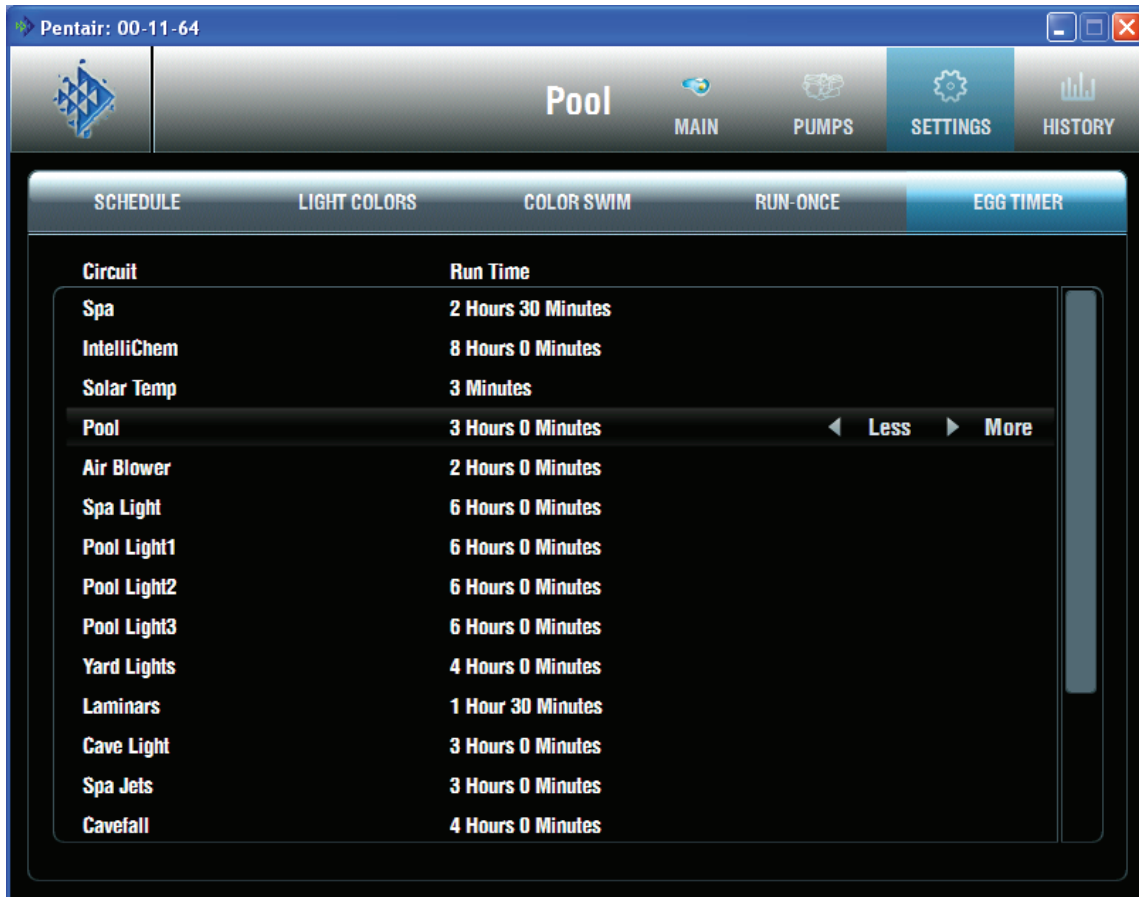 Pentair: 00-11-64
Pool
MAIN PUMPS SETTINGS HISTORY
SCHEDULE LIGHT COLORS COLOR SWIM RUN-ONCE EGG TIMER
Circuit Run Time
Spa 2 Hours 30 Minutes
IntelliChem 8 Hours 0 Minutes
Solar Temp 3 Minutes
Pool 3 Hours 0 Minutes Less More
Air Blower 2 Hours 0 Minutes
Spa Light 6 Hours 0 Minutes
Pool Light1 6 Hours 0 Minutes
Pool Light2 6 Hours 0 Minutes
Pool Light3 6 Hours 0 Minutes
Yard Lights 4 Hours 0 Minutes
Laminars 1 Hour 30 Minutes
Cave Light 3 Hours 0 Minutes
Spa Jets 3 Hours 0 Minutes
Cavefall 4 Hours 0 Minutes